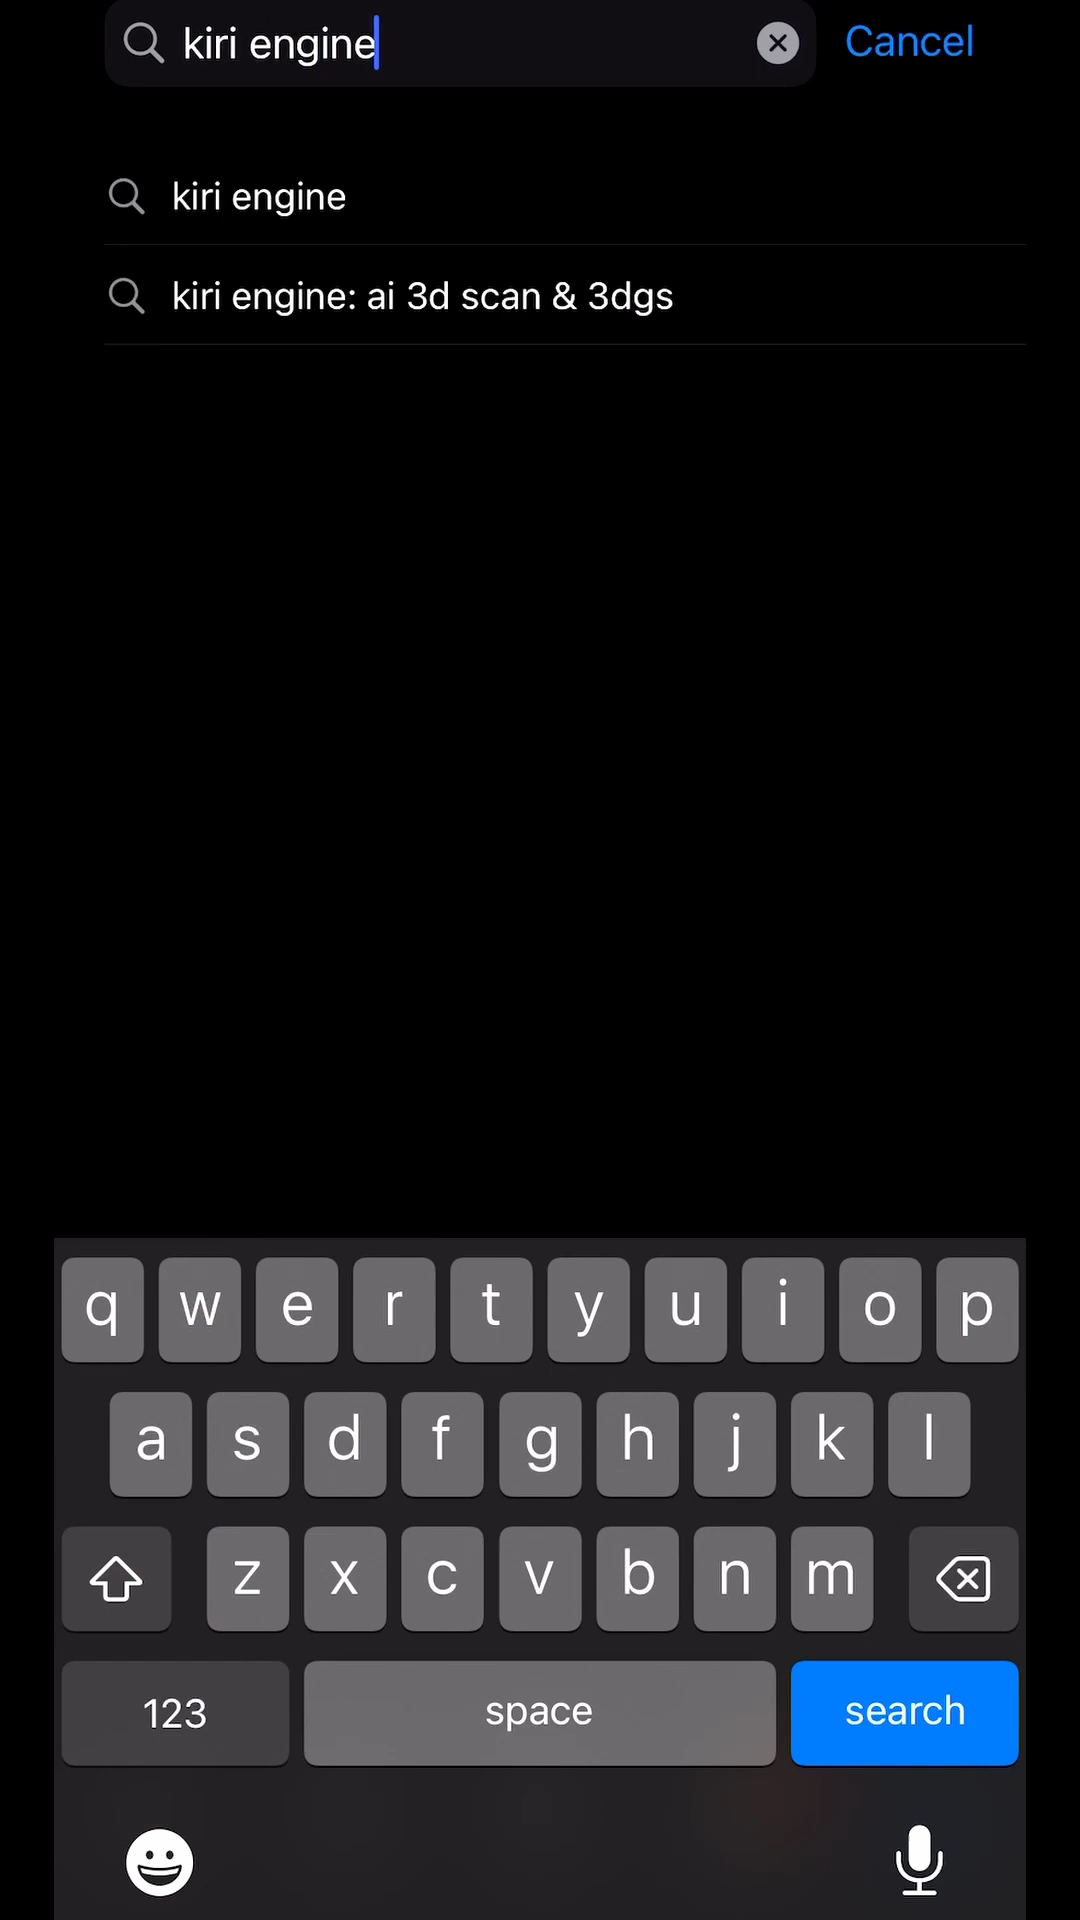 kiri engine
Cancel
kiri engine
kiri engine: ai 3d scan & 3dgs
q w e r t y u i o p
a s d f g h j k l
z x c v b n m
123 space search